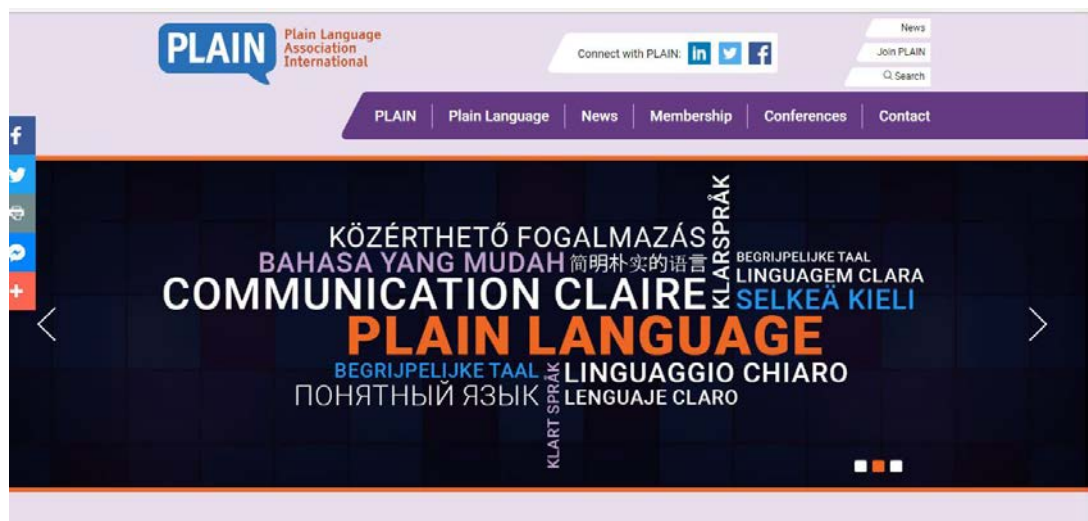 PLAIN
Plain Language
Association
International
Connect with PLAIN:
in
f
News
Join PLAIN
Search
PLAIN
Plain Language
News
Membership
Conferences
Contact
f
KÖZÉRTHETŐ FOGALMAZÁS
KLARSPRÅK
BAHASA YANG MUDAH
简明朴实的语言
BEGRIJPELIJKE TAAL
LINGUAGEM CLARA
COMMUNICATION CLAIRE
SELKEÄ KIELI
PLAIN LANGUAGE
BEGRIJPELIJKE TAAL
KLART SPRÅK
LINGUAGGIO CHIARO
ПОНЯТНЫЙ ЯЗЫК
LENGUAJE CLARO